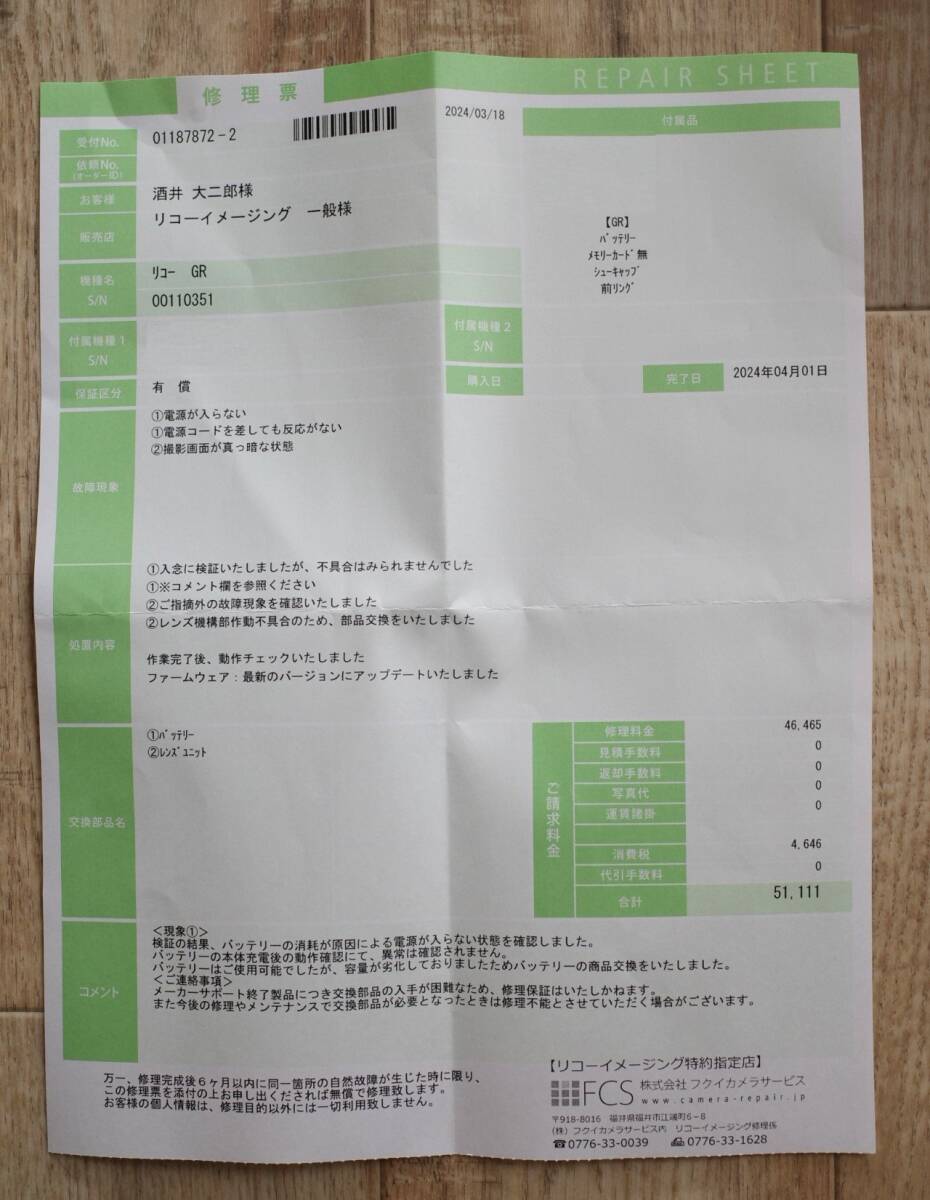 修理票
REPAIR SHEET
受付No.
01187872-2
2024/03/18
付属品
依頼No.
(オーダーID)
お客様
酒井 大二郎様
販売店
リコーイメージング 一般様
【GR】
ﾊﾞｯﾃﾘｰ
ﾒﾓﾘｰｶｰﾄﾞ無
ｼｭｰｷｬｯﾌﾟ
前ﾘﾝｸﾞ
機種名
ﾘｺｰ GR
S/N
00110351
付属機種1
S/N
付属機種2
S/N
保証区分
有 償
購入日
完了日
2024年04月01日
故障現象
①電源が入らない
①電源コードを差しても反応がない
②撮影画面が真っ暗な状態
処置内容
①入念に検証いたしましたが、不具合はみられませんでした
①※コメント欄を参照ください
②ご指摘外の故障現象を確認いたしました
②レンズ機構部作動不具合のため、部品交換をいたしました
作業完了後、動作チェックいたしました
ファームウェア：最新のバージョンにアップデートいたしました
交換部品名
①ﾊﾞｯﾃﾘｰ
②ﾚﾝｽﾞﾕﾆｯﾄ
ご請求料金
修理料金 46,465
見積手数料 0
返却手数料 0
写真代 0
運賃諸掛 0
消費税 4,646
代引手数料 0
合計 51,111
コメント
＜現象①＞
検証の結果、バッテリーの消耗が原因による電源が入らない状態を確認しました。
バッテリーの本体充電後の動作確認にて、異常は確認されません。
バッテリーはご使用可能でしたが、容量が劣化しておりましたためバッテリーの商品交換をいたしました。
＜ご連絡事項＞
メーカーサポート終了製品につき交換部品の入手が困難なため、修理保証はいたしかねます。
また今後の修理やメンテナンスで交換部品が必要となったときは修理不能とさせていただく場合がございます。
万一、修理完成後6ヶ月以内に同一箇所の自然故障が生じた時に限り、
この修理票を添付の上お申し出くだされば無償で修理致します。
お客様の個人情報は、修理目的以外には一切利用致しません。
【リコーイメージング特約指定店】
FCS 株式会社 フクイカメラサービス
www.camera-repair.jp
〒918-8016 福井県福井市江端町6-8
(株) フクイカメラサービス内 リコーイメージング修理係
☎0776-33-0039 0776-33-1628